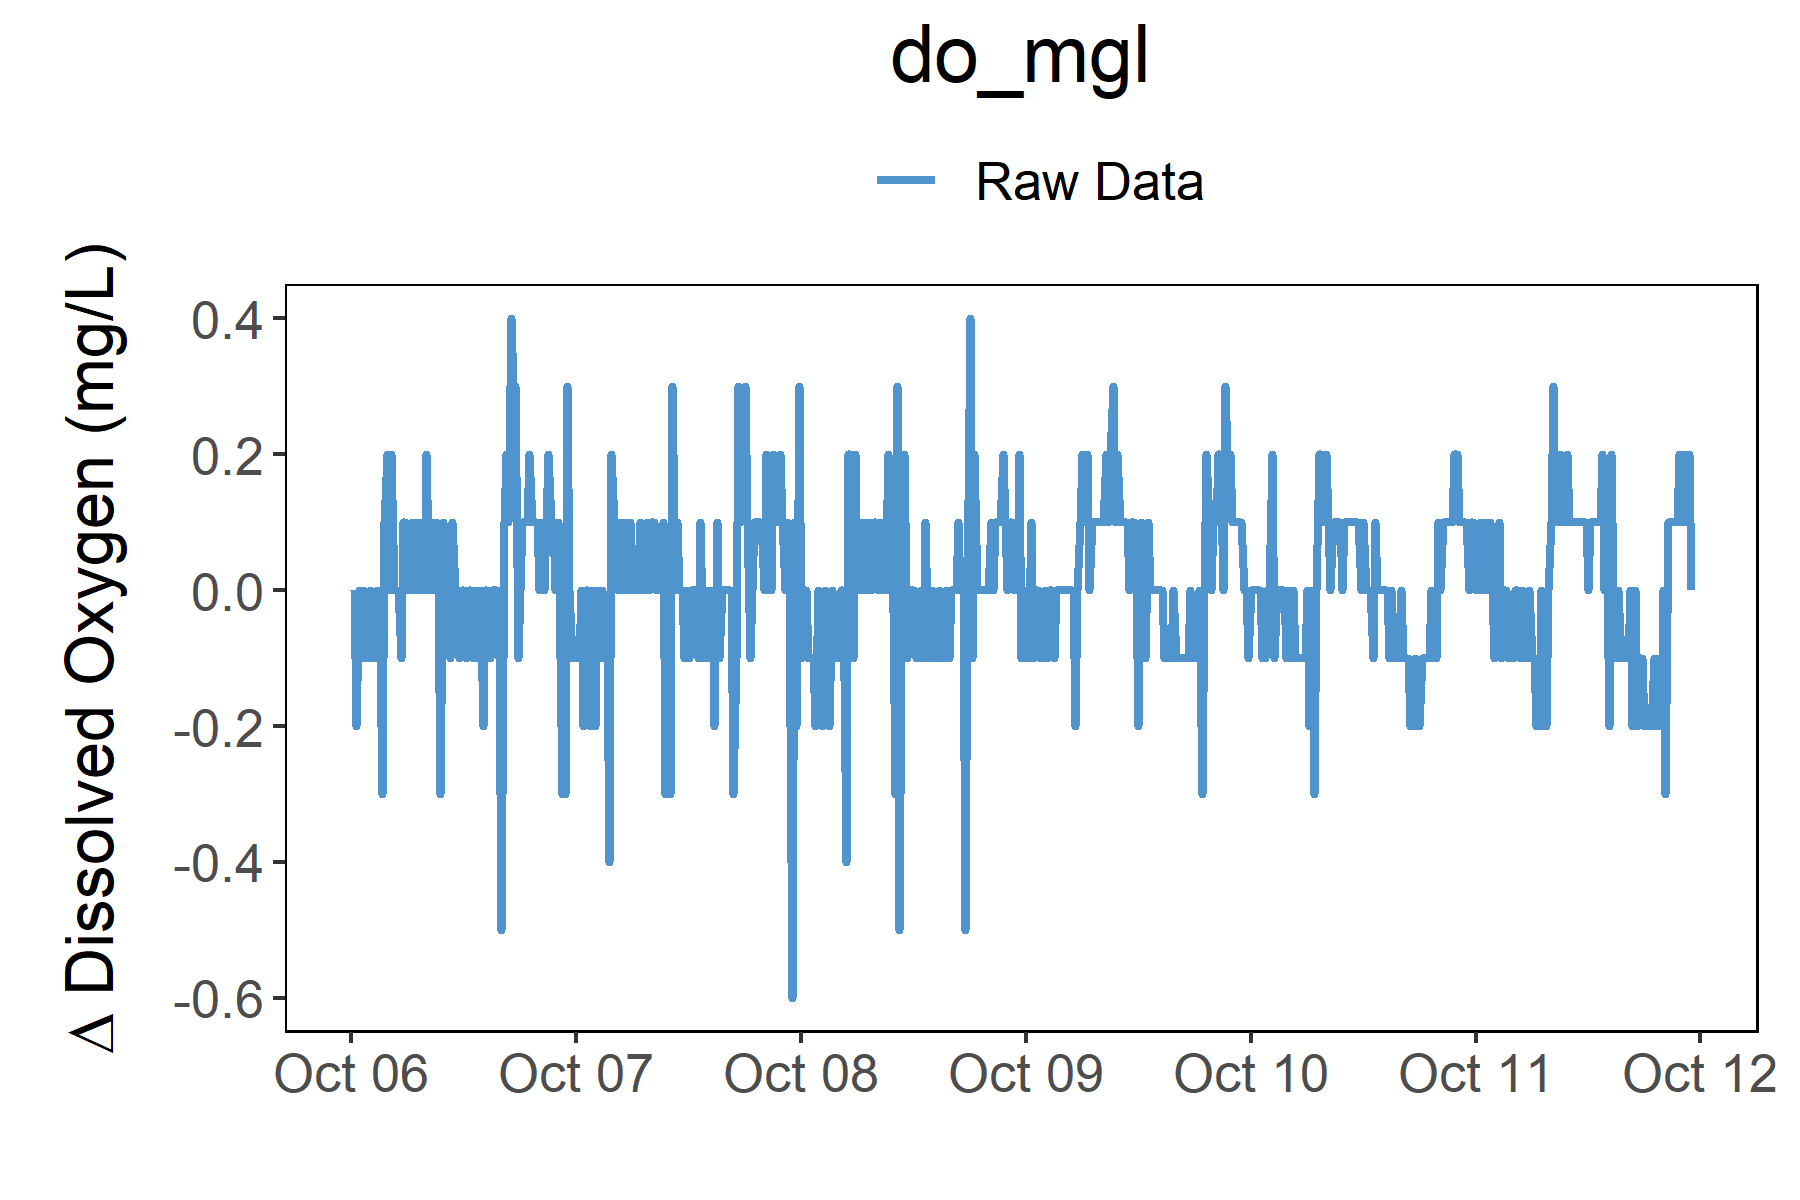 do_mgl
Raw Data
Δ Dissolved Oxygen (mg/L)
0.4
0.2
0.0
-0.2
-0.4
-0.6
Oct 06 Oct 07 Oct 08 Oct 09 Oct 10 Oct 11 Oct 12